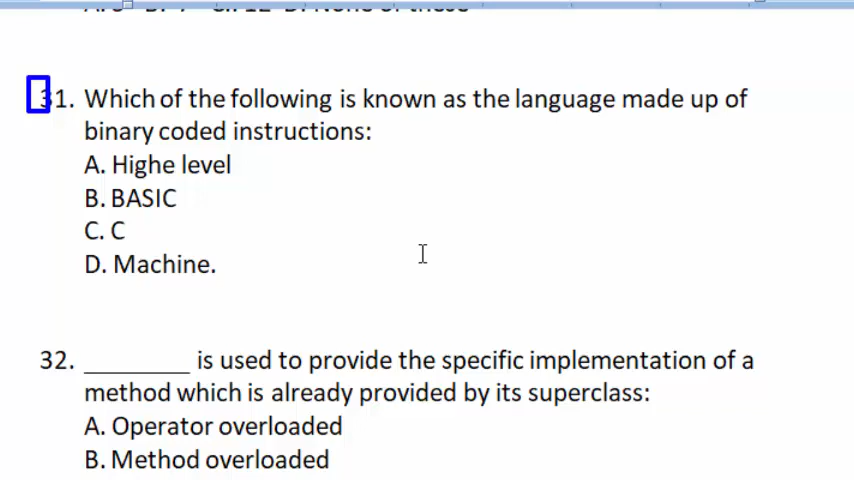 31. Which of the following is known as the language made up of
binary coded instructions:
A. Highe level
B. BASIC
C. C
D. Machine.
32. _________ is used to provide the specific implementation of a
method which is already provided by its superclass:
A. Operator overloaded
B. Method overloaded